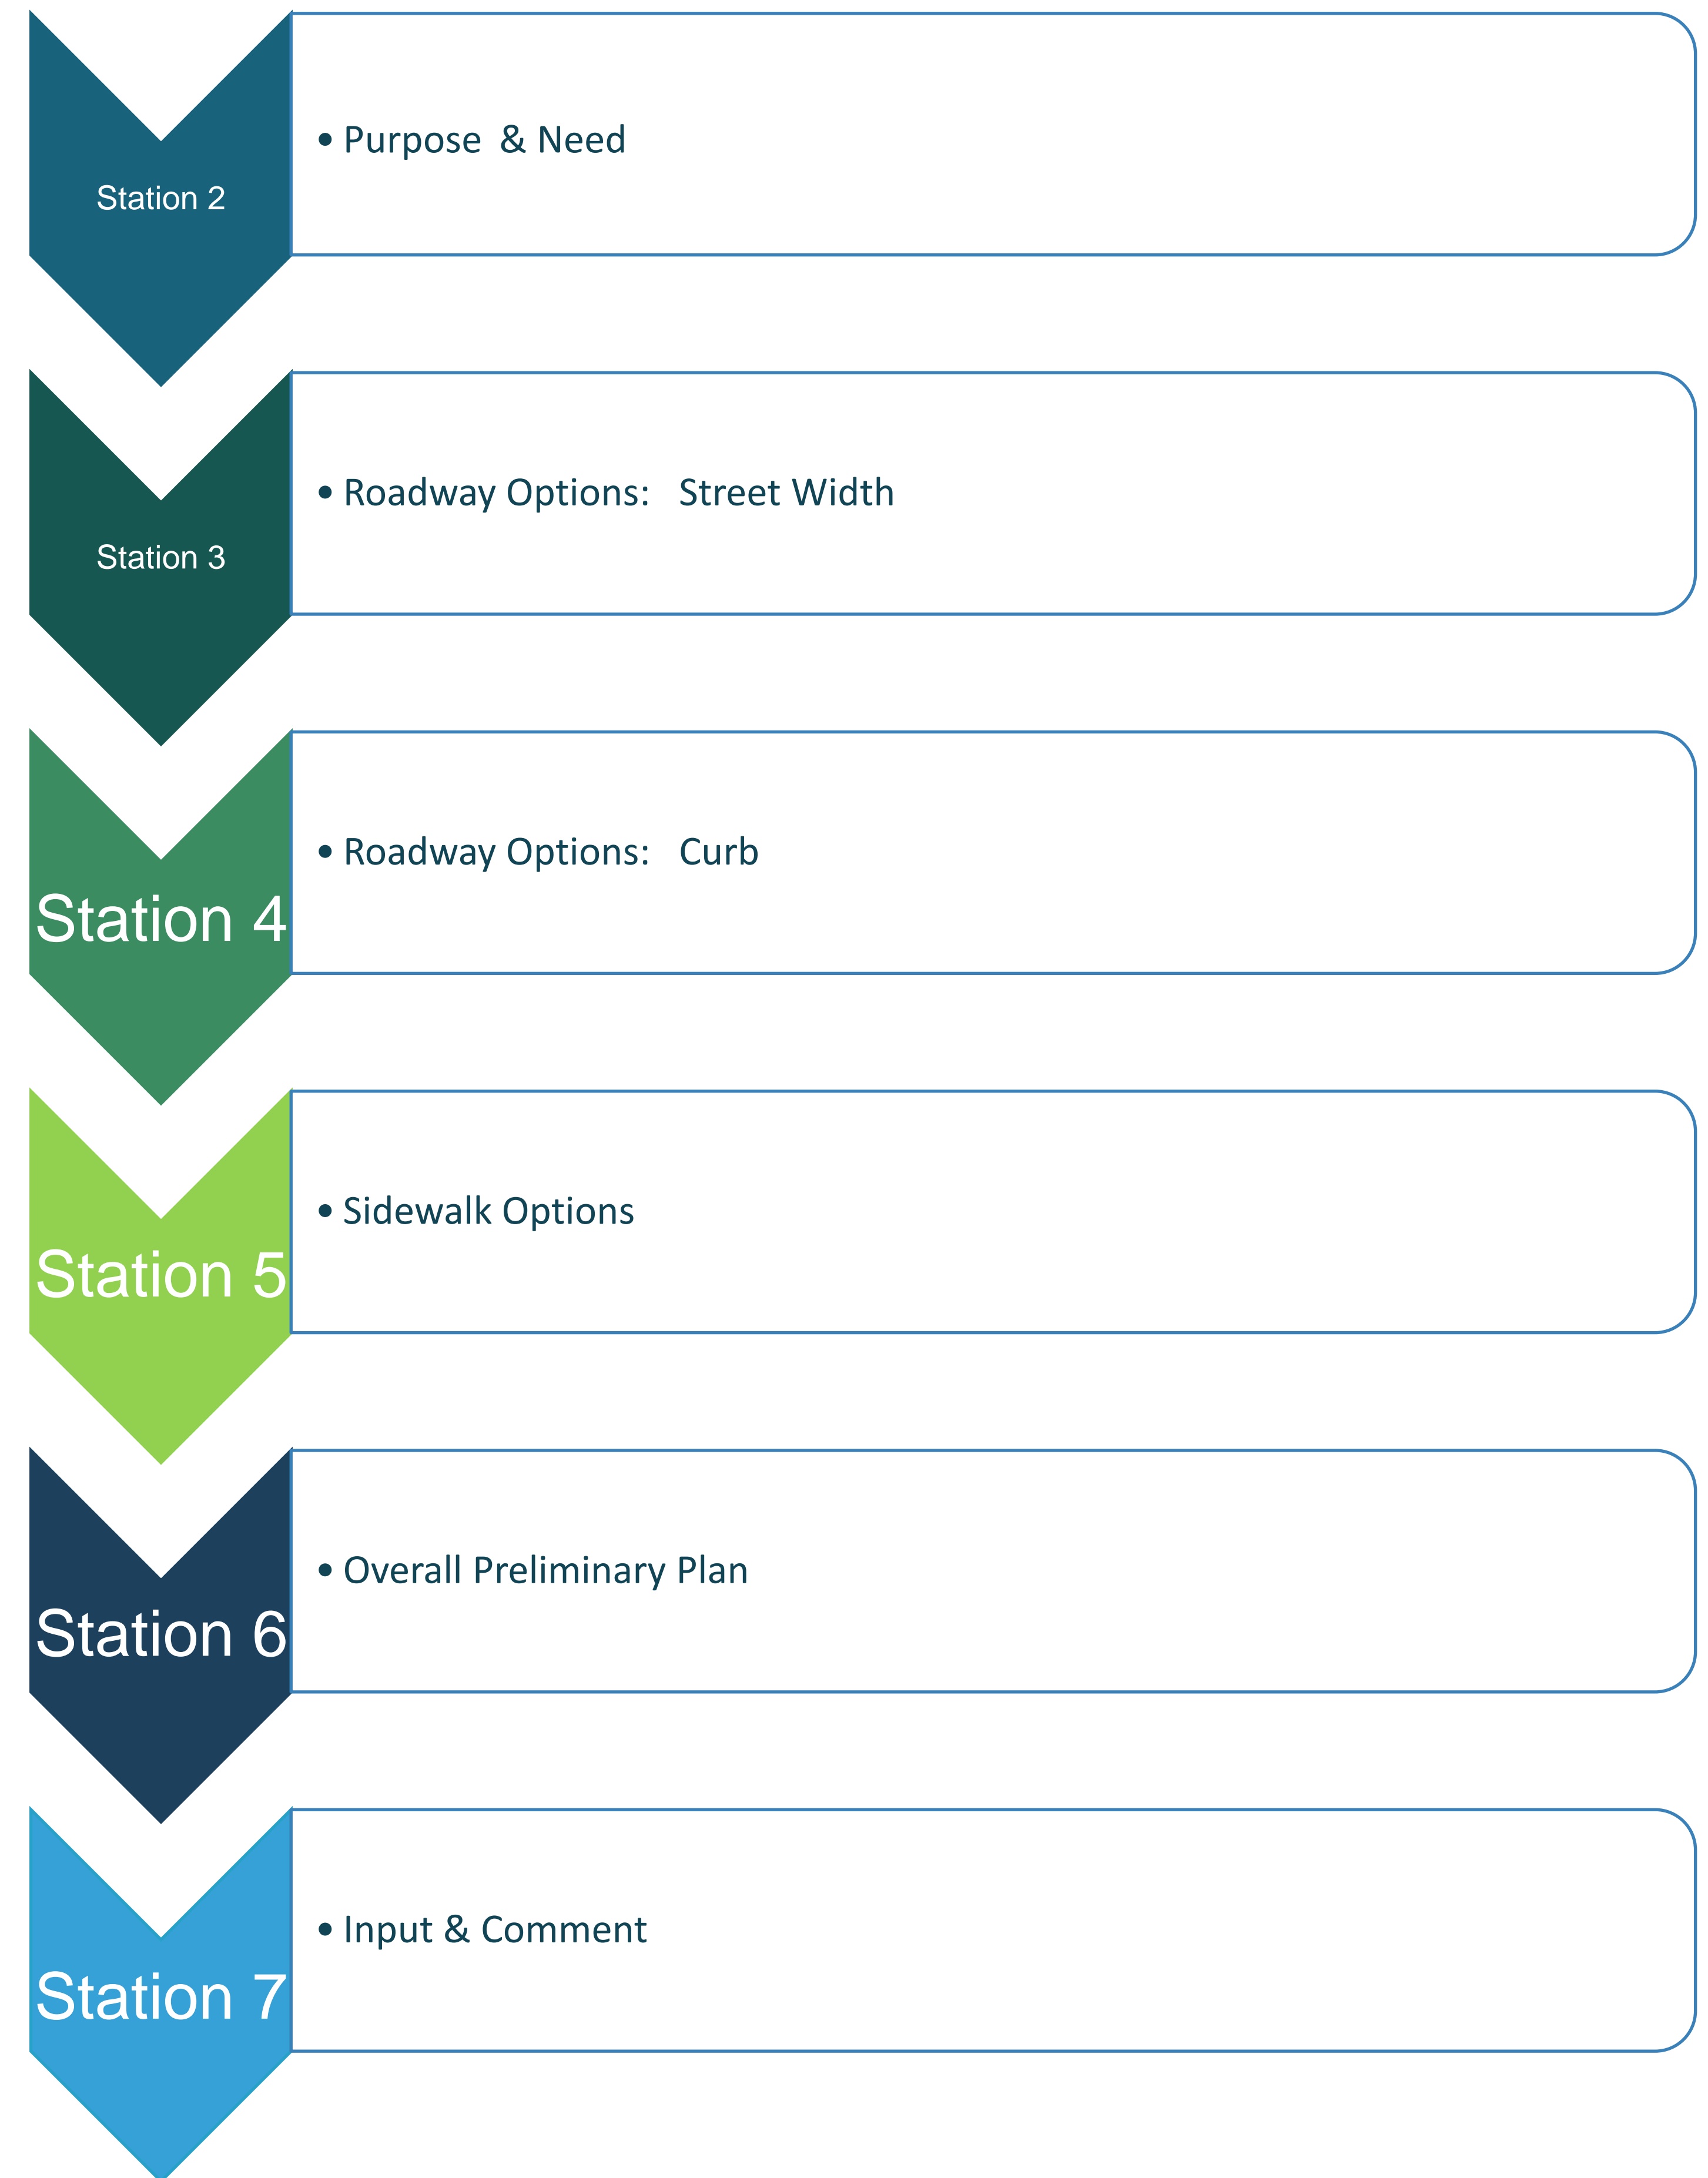 • Purpose & Need
Station 2
• Roadway Options: Street Width
Station 3
• Roadway Options: Curb
Station 4
• Sidewalk Options
Station 5
• Overall Preliminary Plan
Station 6
• Input & Comment
Station 7